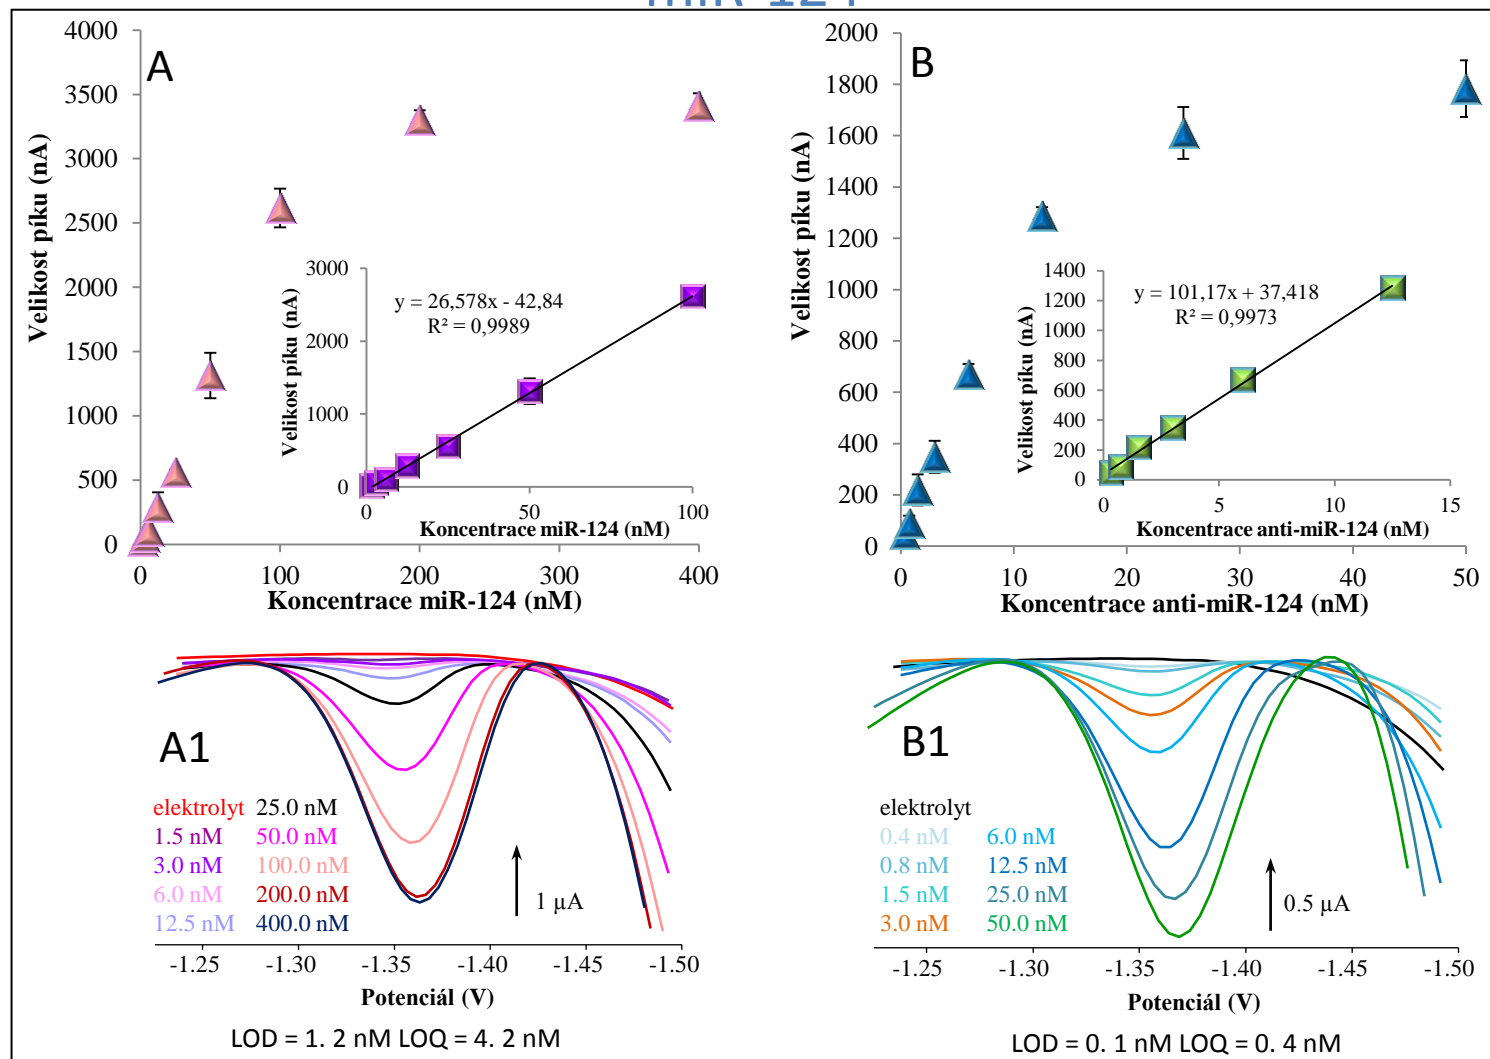 miR-124
A
Velikost píku (nA)
4000
3500
3000
2500
2000
1500
1000
500
0
0
100
200
300
400
Koncentrace miR-124 (nM)
y = 26,578x - 42,84
R² = 0,9989
Velikost píku (nA)
3000
2000
1000
0
0
50
100
Koncentrace miR-124 (nM)
B
Velikost píku (nA)
2000
1800
1600
1400
1200
1000
800
600
400
200
0
0
10
20
30
40
50
Koncentrace anti-miR-124 (nM)
y = 101,17x + 37,418
R² = 0,9973
Velikost píku (nA)
1400
1200
1000
800
600
400
200
0
0
5
10
15
Koncentrace anti-miR-124 (nM)
A1
elektrolyt 25.0 nM
1.5 nM 50.0 nM
3.0 nM 100.0 nM
6.0 nM 200.0 nM
12.5 nM 400.0 nM
1 µA
-1.25 -1.30 -1.35 -1.40 -1.45 -1.50
Potenciál (V)
LOD = 1. 2 nM LOQ = 4. 2 nM
B1
elektrolyt
0.4 nM 6.0 nM
0.8 nM 12.5 nM
1.5 nM 25.0 nM
3.0 nM 50.0 nM
0.5 µA
-1.25 -1.30 -1.35 -1.40 -1.45 -1.50
Potenciál (V)
LOD = 0. 1 nM LOQ = 0. 4 nM